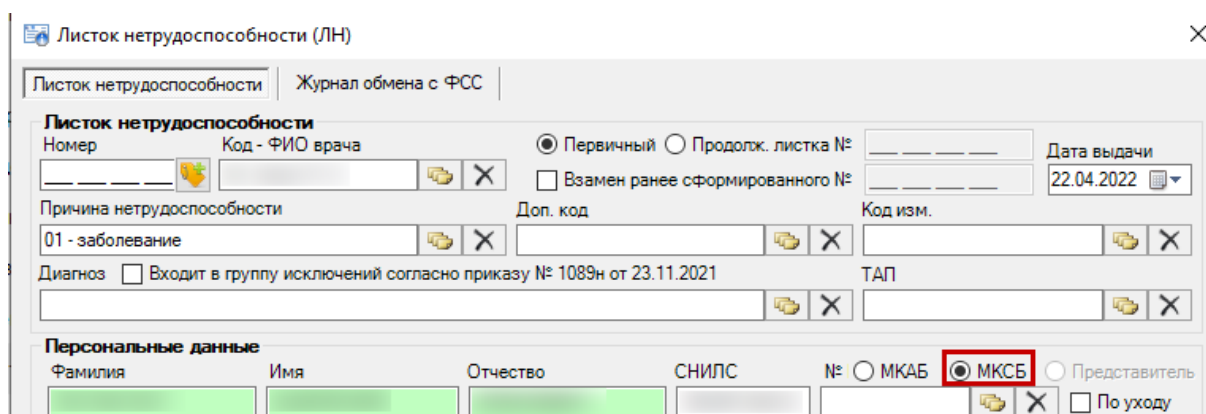 Листок нетрудоспособности (ЛН)
Листок нетрудоспособности Журнал обмена с ФСС
Листок нетрудоспособности
Номер Код - ФИО врача Первичный Продолж. листка № Дата выдачи
Взамен ранее сформированного № 22.04.2022
Причина нетрудоспособности Доп. код Код изм.
01 - заболевание
Диагноз Входит в группу исключений согласно приказу № 1089н от 23.11.2021 ТАП
Персональные данные
Фамилия Имя Отчество СНИЛС № МКАБ МКСБ Представитель
По уходу